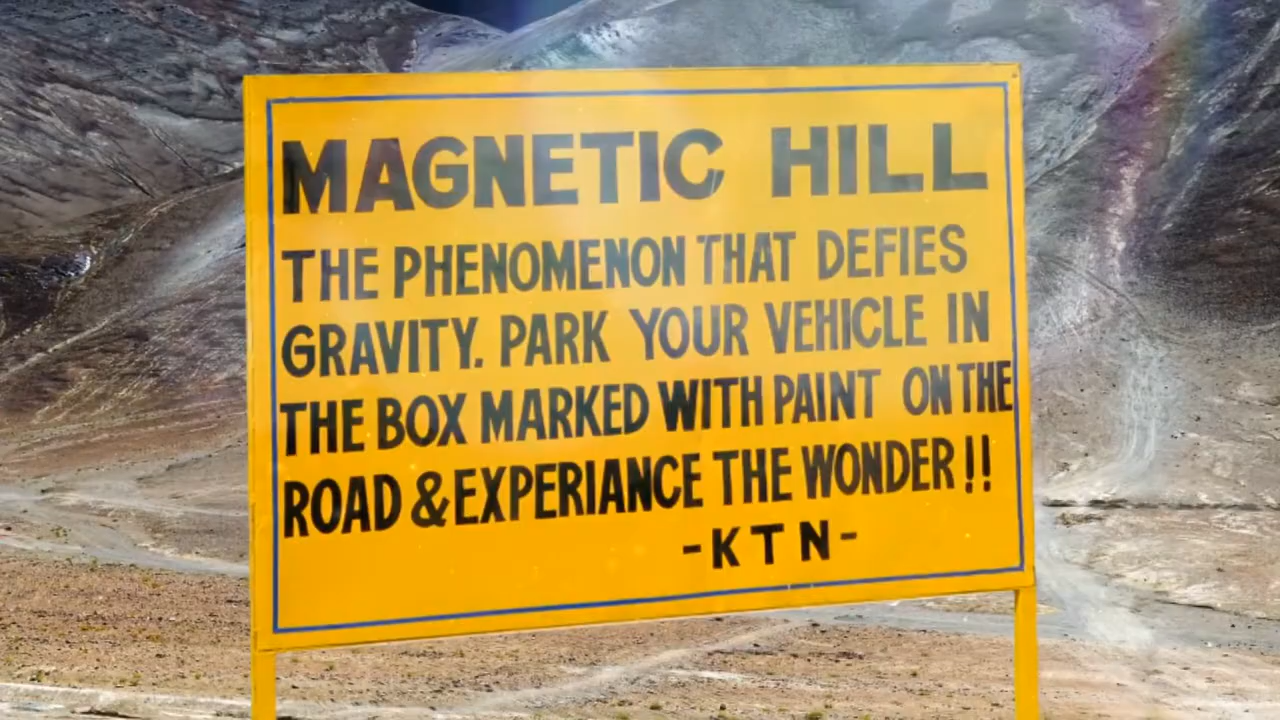 MAGNETIC HILL
THE PHENOMENON THAT DEFIES
GRAVITY. PARK YOUR VEHICLE IN
THE BOX MARKED WITH PAINT ON THE
ROAD & EXPERIANCE THE WONDER !!
-KTN-